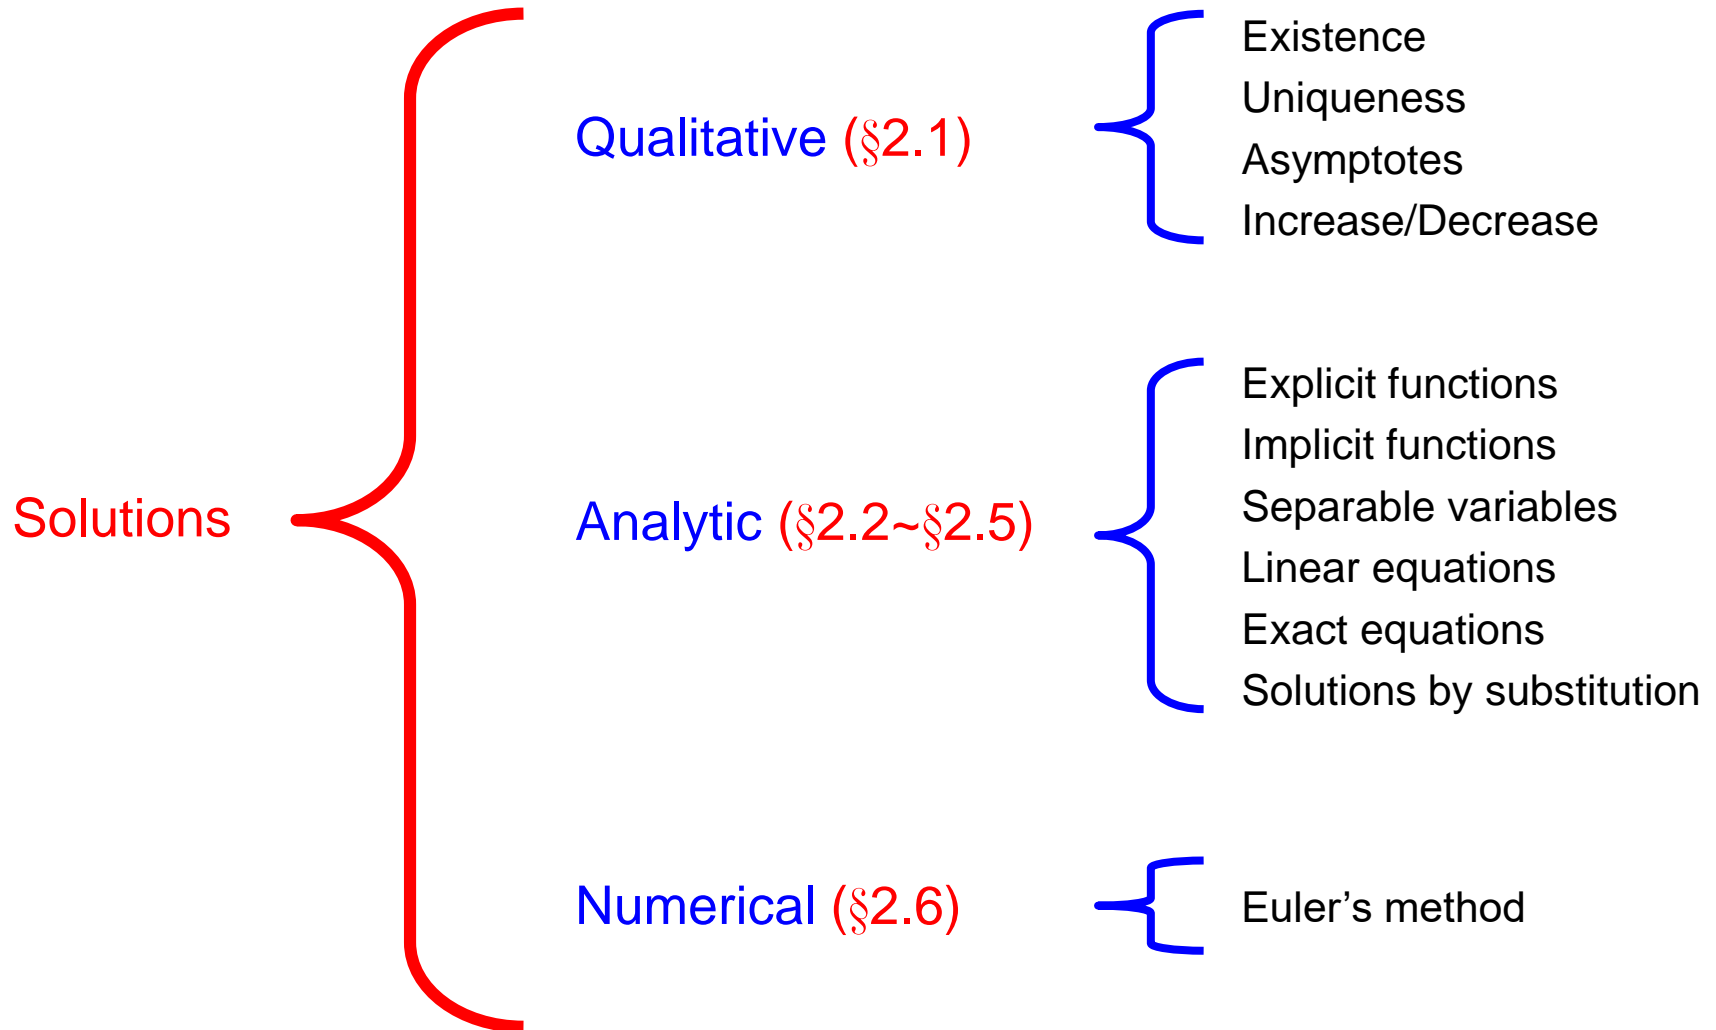 Solutions
Qualitative (§2.1)
Existence
Uniqueness
Asymptotes
Increase/Decrease
Analytic (§2.2~§2.5)
Explicit functions
Implicit functions
Separable variables
Linear equations
Exact equations
Solutions by substitution
Numerical (§2.6)
Euler’s method